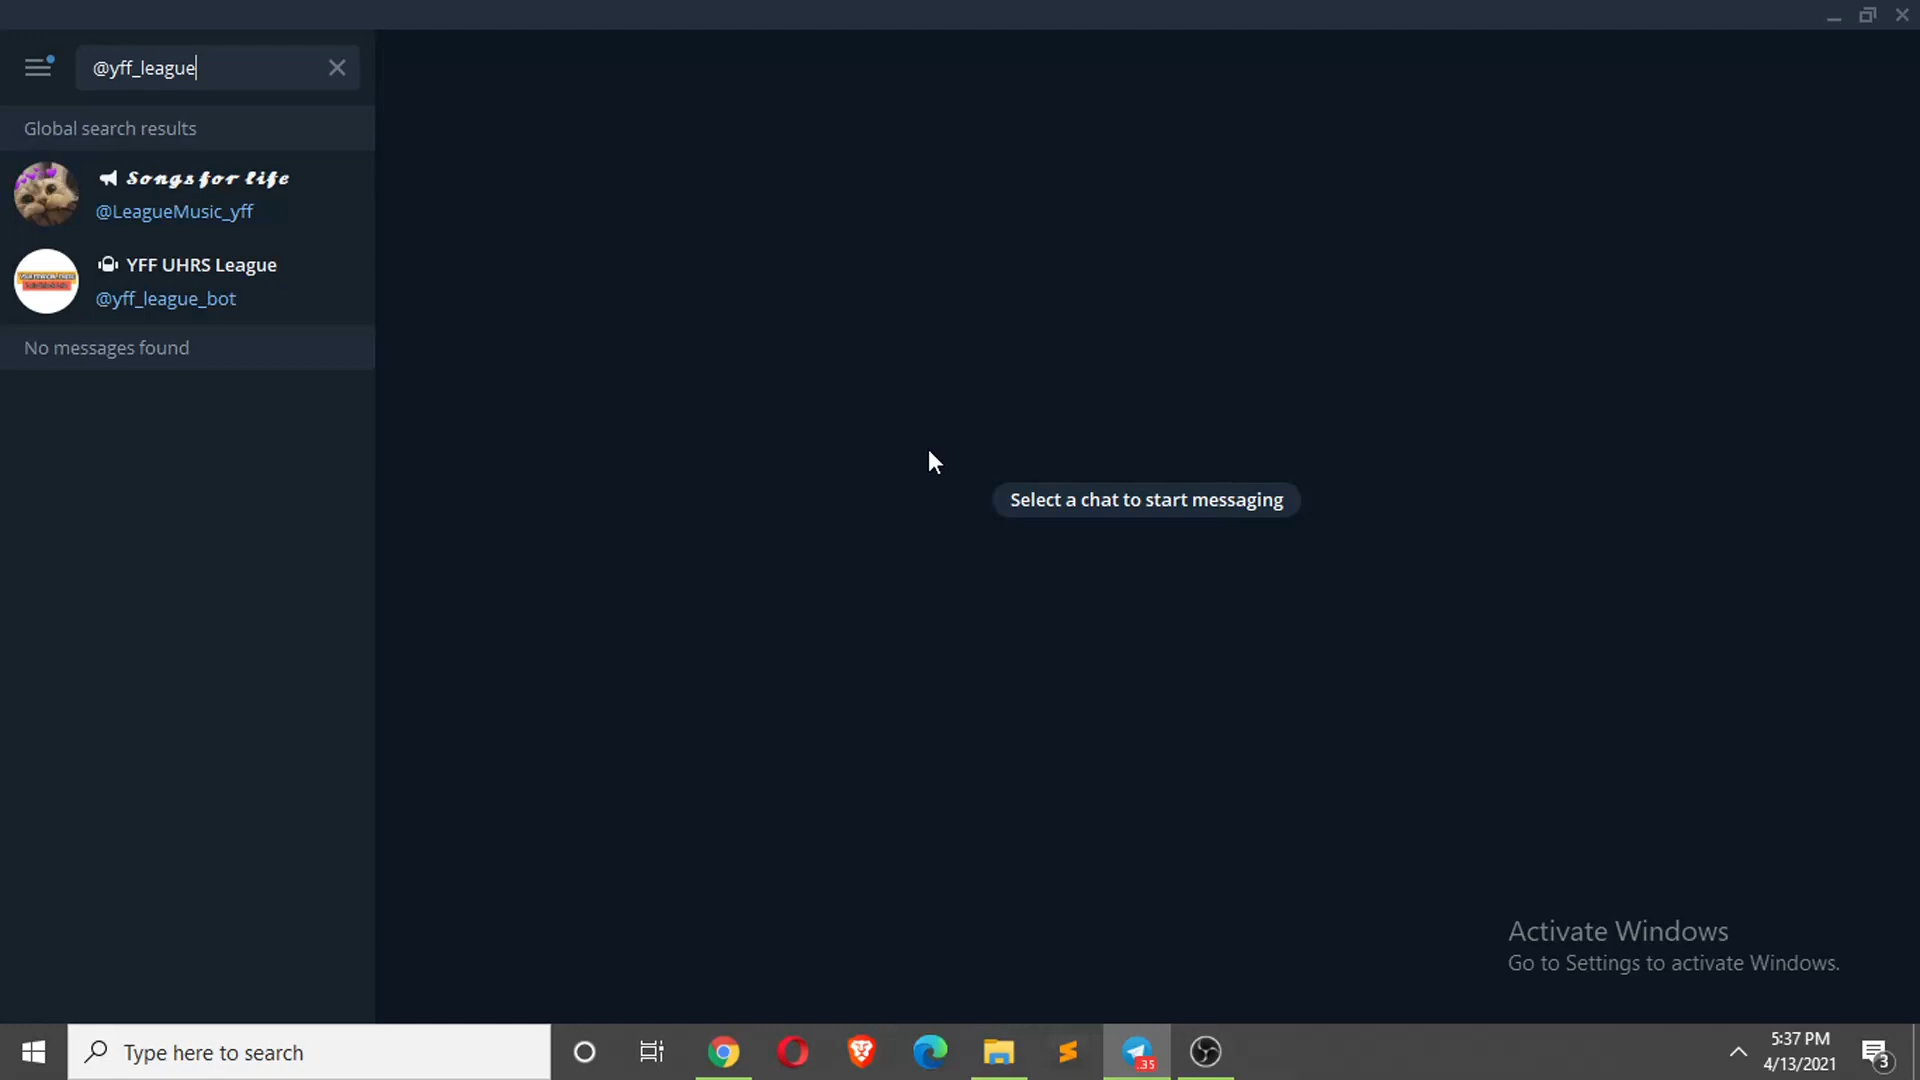 @yff_league
Global search results
Songs for life
@LeagueMusic_yff
YFF UHRS League
@yff_league_bot
No messages found
Select a chat to start messaging
Activate Windows
Go to Settings to activate Windows.
Type here to search
5:37 PM
4/13/2021
3